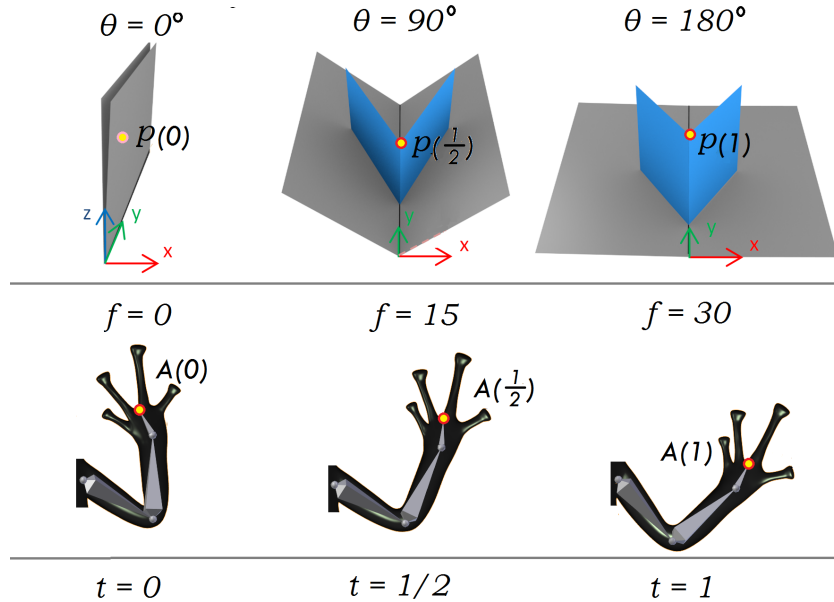 θ = 0° θ = 90° θ = 180°
p(0) p(1/2) p(1)
z y x y x y x
f = 0 f = 15 f = 30
A(0) A(1/2) A(1)
t = 0 t = 1/2 t = 1